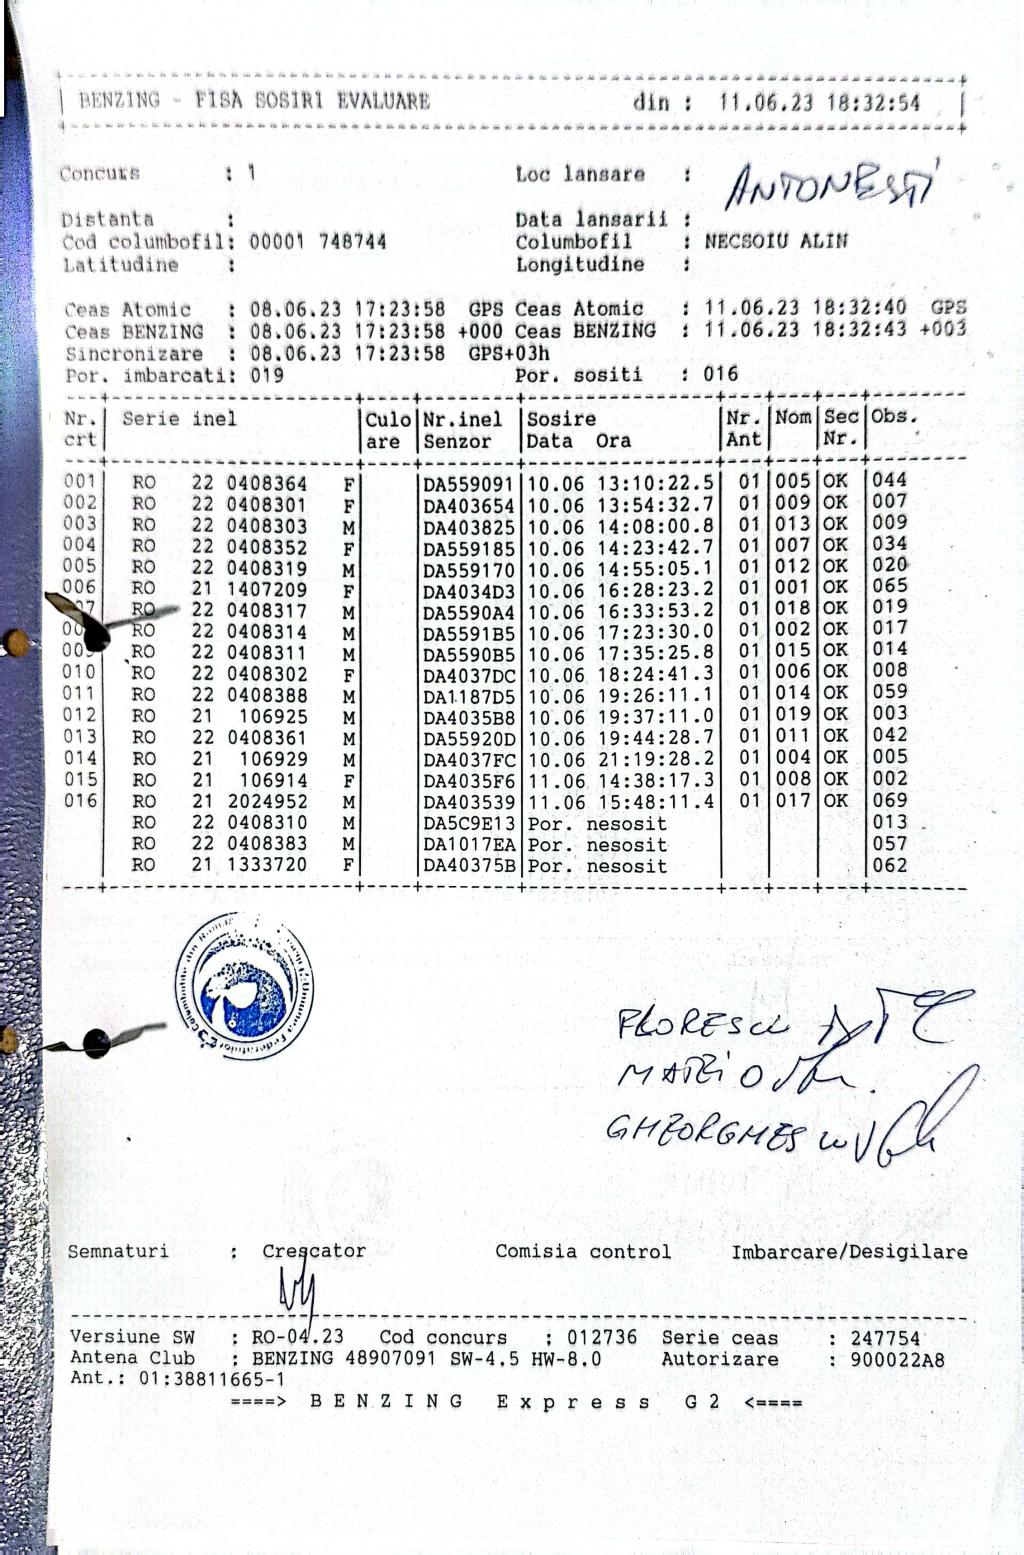 BENZING - FISA SOSIRI EVALUARE din : 11.06.23 18:32:54
Concurs : 1 Loc lansare : ANTONESTI
Distanta : Data lansarii :
Cod columbofil: 00001 748744 Columbofil : NECSOIU ALIN
Latitudine : Longitudine :
Ceas Atomic : 08.06.23 17:23:58 GPS Ceas Atomic : 11.06.23 18:32:40 GPS
Ceas BENZING : 08.06.23 17:23:58 +000 Ceas BENZING : 11.06.23 18:32:43 +003
Sincronizare : 08.06.23 17:23:58 GPS+03h
Por. imbarcati: 019 Por. sositi : 016
Nr. Serie inel Culo Nr.inel Sosire Nr. Nom Sec Obs.
crt are Senzor Data Ora Ant Nr.
001 RO 22 0408364 F DA559091 10.06 13:10:22.5 01 005 OK 044
002 RO 22 0408301 F DA403654 10.06 13:54:32.7 01 009 OK 007
003 RO 22 0408303 M DA403825 10.06 14:08:00.8 01 013 OK 009
004 RO 22 0408352 F DA559185 10.06 14:23:42.7 01 007 OK 034
005 RO 22 0408319 M DA559170 10.06 14:55:05.1 01 012 OK 020
006 RO 21 1407209 F DA4034D3 10.06 16:28:23.2 01 001 OK 065
RO 22 0408317 M DA5590A4 10.06 16:33:53.2 01 018 OK 019
RO 22 0408314 M DA5591B5 10.06 17:23:30.0 01 002 OK 017
009 RO 22 0408311 M DA5590B5 10.06 17:35:25.8 01 015 OK 014
010 RO 22 0408302 F DA4037DC 10.06 18:24:41.3 01 006 OK 008
011 RO 22 0408388 M DA1187D5 10.06 19:26:11.1 01 014 OK 059
012 RO 21 106925 M DA4035B8 10.06 19:37:11.0 01 019 OK 003
013 RO 22 0408361 M DA55920D 10.06 19:44:28.7 01 011 OK 042
014 RO 21 106929 M DA4037FC 10.06 21:19:28.2 01 004 OK 005
015 RO 21 106914 F DA4035F6 11.06 14:38:17.3 01 008 OK 002
016 RO 21 2024952 M DA403539 11.06 15:48:11.4 01 017 OK 069
RO 22 0408310 M DA5C9E13 Por. nesosit 013
RO 22 0408383 M DA1017EA Por. nesosit 057
RO 21 1333720 F DA40375B Por. nesosit 062
FLORESCU
MATEI O
GHEORGHES
Semnaturi : Crescator Comisia control Imbarcare/Desigilare
Versiune SW : RO-04.23 Cod concurs : 012736 Serie ceas : 247754
Antena Club : BENZING 48907091 SW-4.5 HW-8.0 Autorizare : 900022A8
Ant.: 01:38811665-1
====> B E N Z I N G E x p r e s s G 2 <====